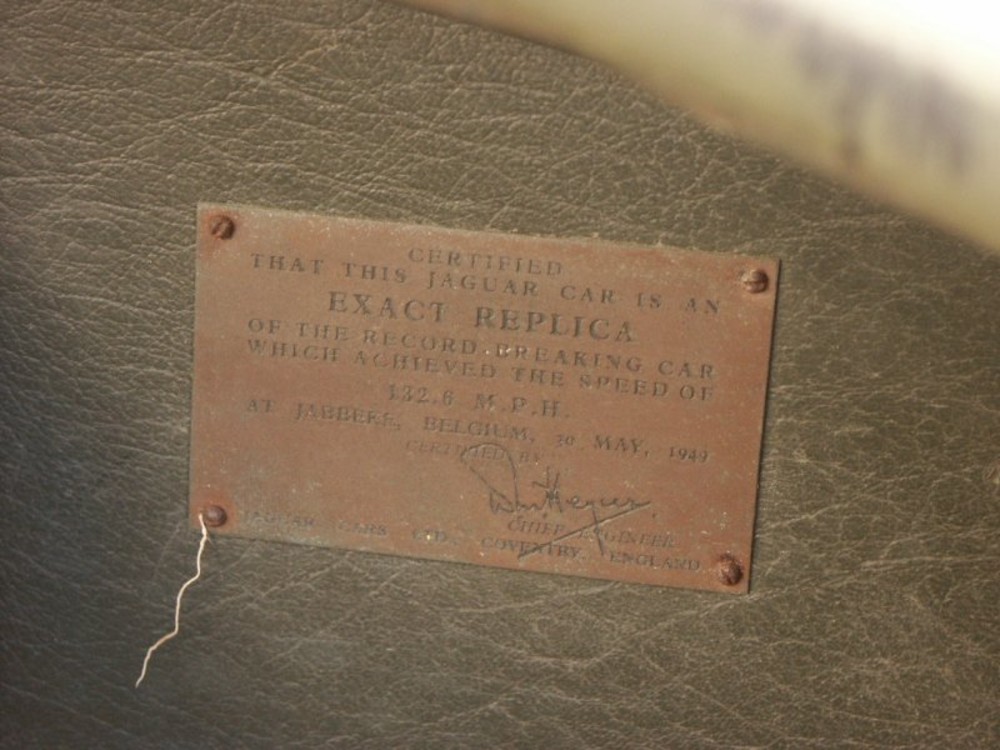 CERTIFIED
THAT THIS JAGUAR CAR IS AN
EXACT REPLICA
OF THE RECORD-BREAKING CAR
WHICH ACHIEVED THE SPEED OF
132.6 M.P.H.
AT JABBEKE, BELGIUM, 30 MAY, 1949
CERTIFIED BY
CHIEF ENGINEER
JAGUAR CARS LTD., COVENTRY, ENGLAND.